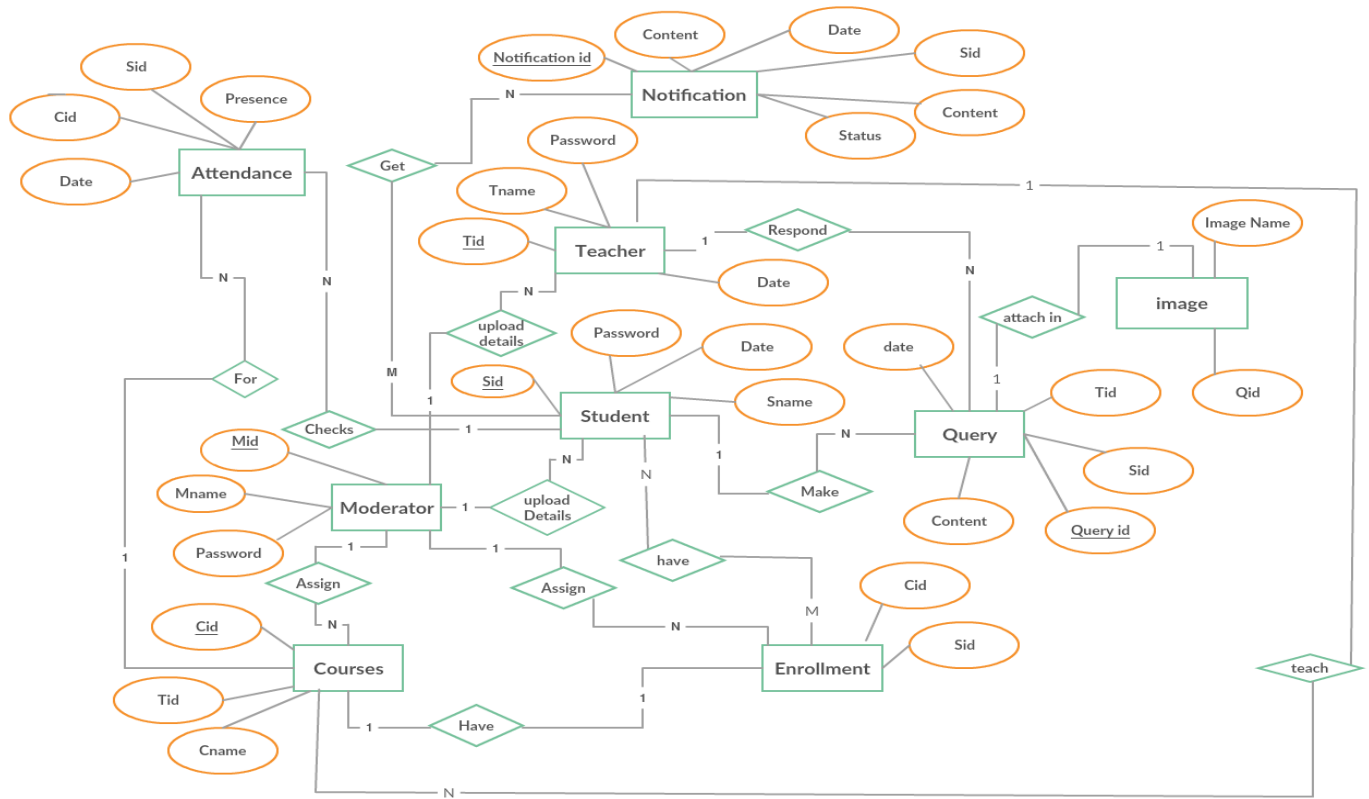 Notification id
Content
Date
Sid
Notification
Content
Status
N
Sid
Presence
Cid
Attendance
Date
Get
Password
Tname
Tid
Teacher
1
Respond
1
Date
Image Name
N
N
N
N
1
image
attach in
upload
details
Password
Date
date
M
1
For
Sid
Sname
1
Tid
Qid
Student
Query
Checks
1
N
Mid
1
N
Sid
Mname
Moderator
1
upload
Details
Make
Content
Query id
Password
1
1
1
have
Assign
Assign
Cid
M
Cid
N
N
Sid
Courses
Enrollment
teach
Tid
1
1
Have
Cname
N